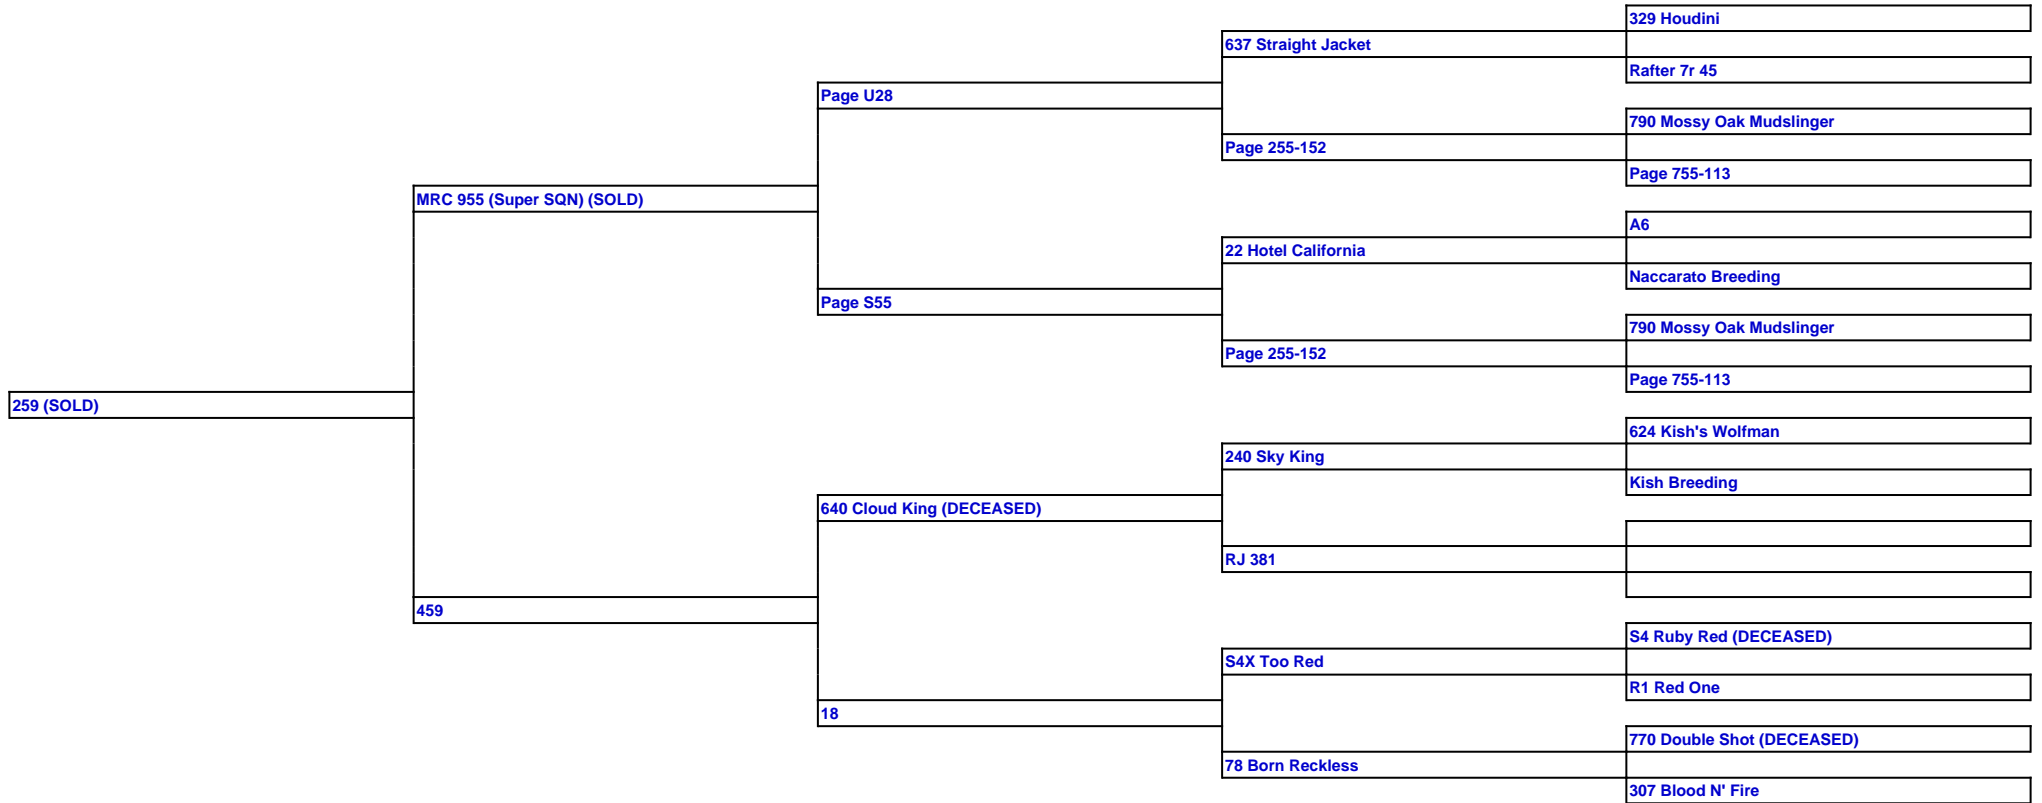 329 Houdini
637 Straight Jacket
Rafter 7r 45
Page U28
790 Mossy Oak Mudslinger
Page 255-152
Page 755-113
MRC 955 (Super SQN) (SOLD)
A6
22 Hotel California
Naccarato Breeding
Page S55
790 Mossy Oak Mudslinger
Page 255-152
Page 755-113
259 (SOLD)
624 Kish's Wolfman
240 Sky King
Kish Breeding
640 Cloud King (DECEASED)
RJ 381
459
S4 Ruby Red (DECEASED)
S4X Too Red
R1 Red One
18
770 Double Shot (DECEASED)
78 Born Reckless
307 Blood N' Fire